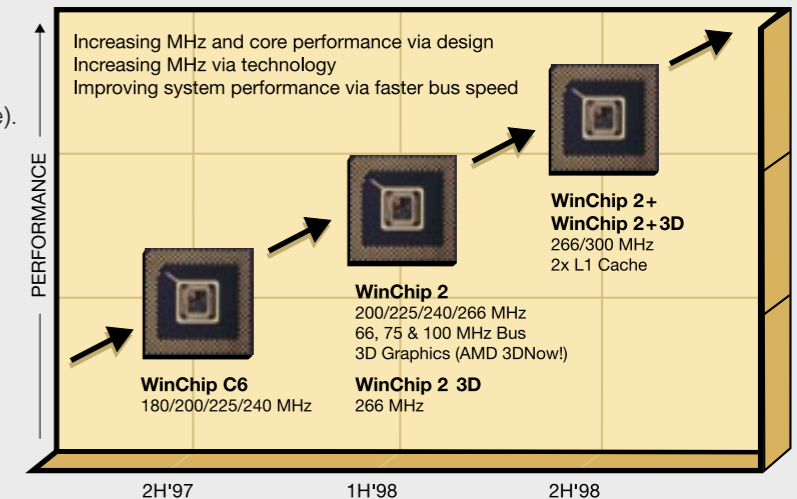 Increasing MHz and core performance via design
Increasing MHz via technology
Improving system performance via faster bus speed
e).
PERFORMANCE
WinChip C6
180/200/225/240 MHz
WinChip 2
200/225/240/266 MHz
66, 75 & 100 MHz Bus
3D Graphics (AMD 3DNow!)
WinChip 2 3D
266 MHz
WinChip 2+
WinChip 2+3D
266/300 MHz
2x L1 Cache
2H'97
1H'98
2H'98